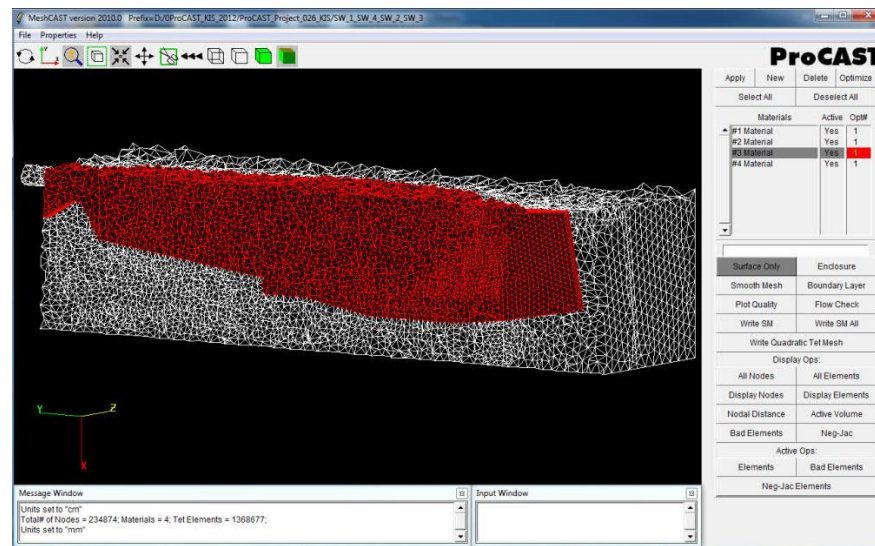 MeshCAST version 2010.0 Prefix=D:/0ProCAST_KIS_2012/ProCAST_Project_026_KIS/SW_1_SW_4_SW_2_SW_3
File Properties Help
ProCAST
Apply New Delete Optimize
Select All Deselect All
Materials Active Opt#
#1 Material Yes 1
#2 Material Yes 1
#3 Material Yes 1
#4 Material Yes 1
Surface Only Enclosure
Smooth Mesh Boundary Layer
Plot Quality Flow Check
Write SM Write SM All
Write Quadratic Tet Mesh
Display Ops:
All Nodes All Elements
Display Nodes Display Elements
Nodal Distance Active Volume
Bad Elements Neg-Jac
Active Ops:
Elements Bad Elements
Neg-Jac Elements
Y Z
X
Message Window Input Window
Units set to "cm"
Total# of Nodes = 234874; Materials = 4; Tet Elements = 1368677;
Units set to "mm"